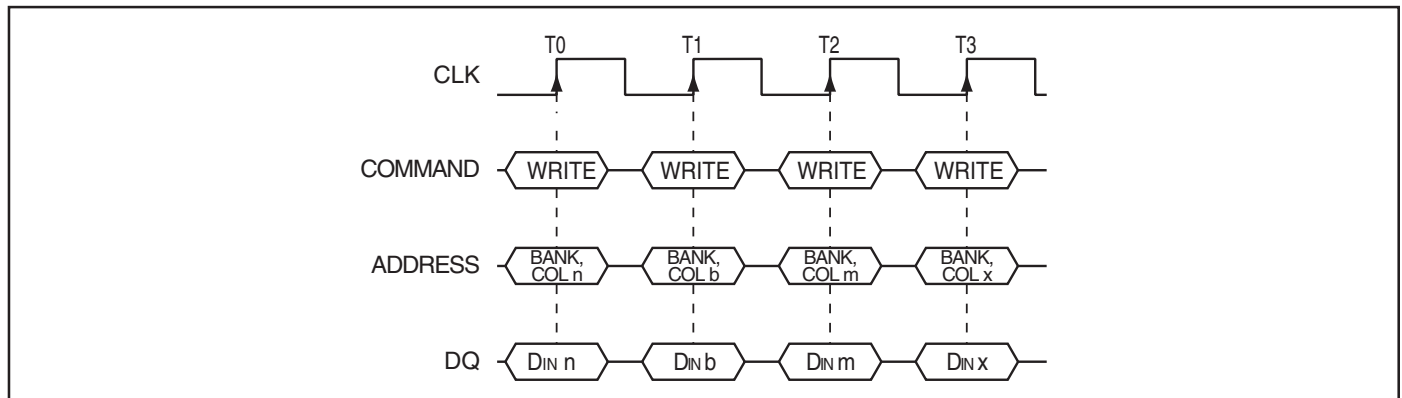 T0 T1 T2 T3
CLK
COMMAND WRITE WRITE WRITE WRITE
ADDRESS BANK, COL n BANK, COL b BANK, COL m BANK, COL x
DQ DIN n DIN b DIN m DIN x